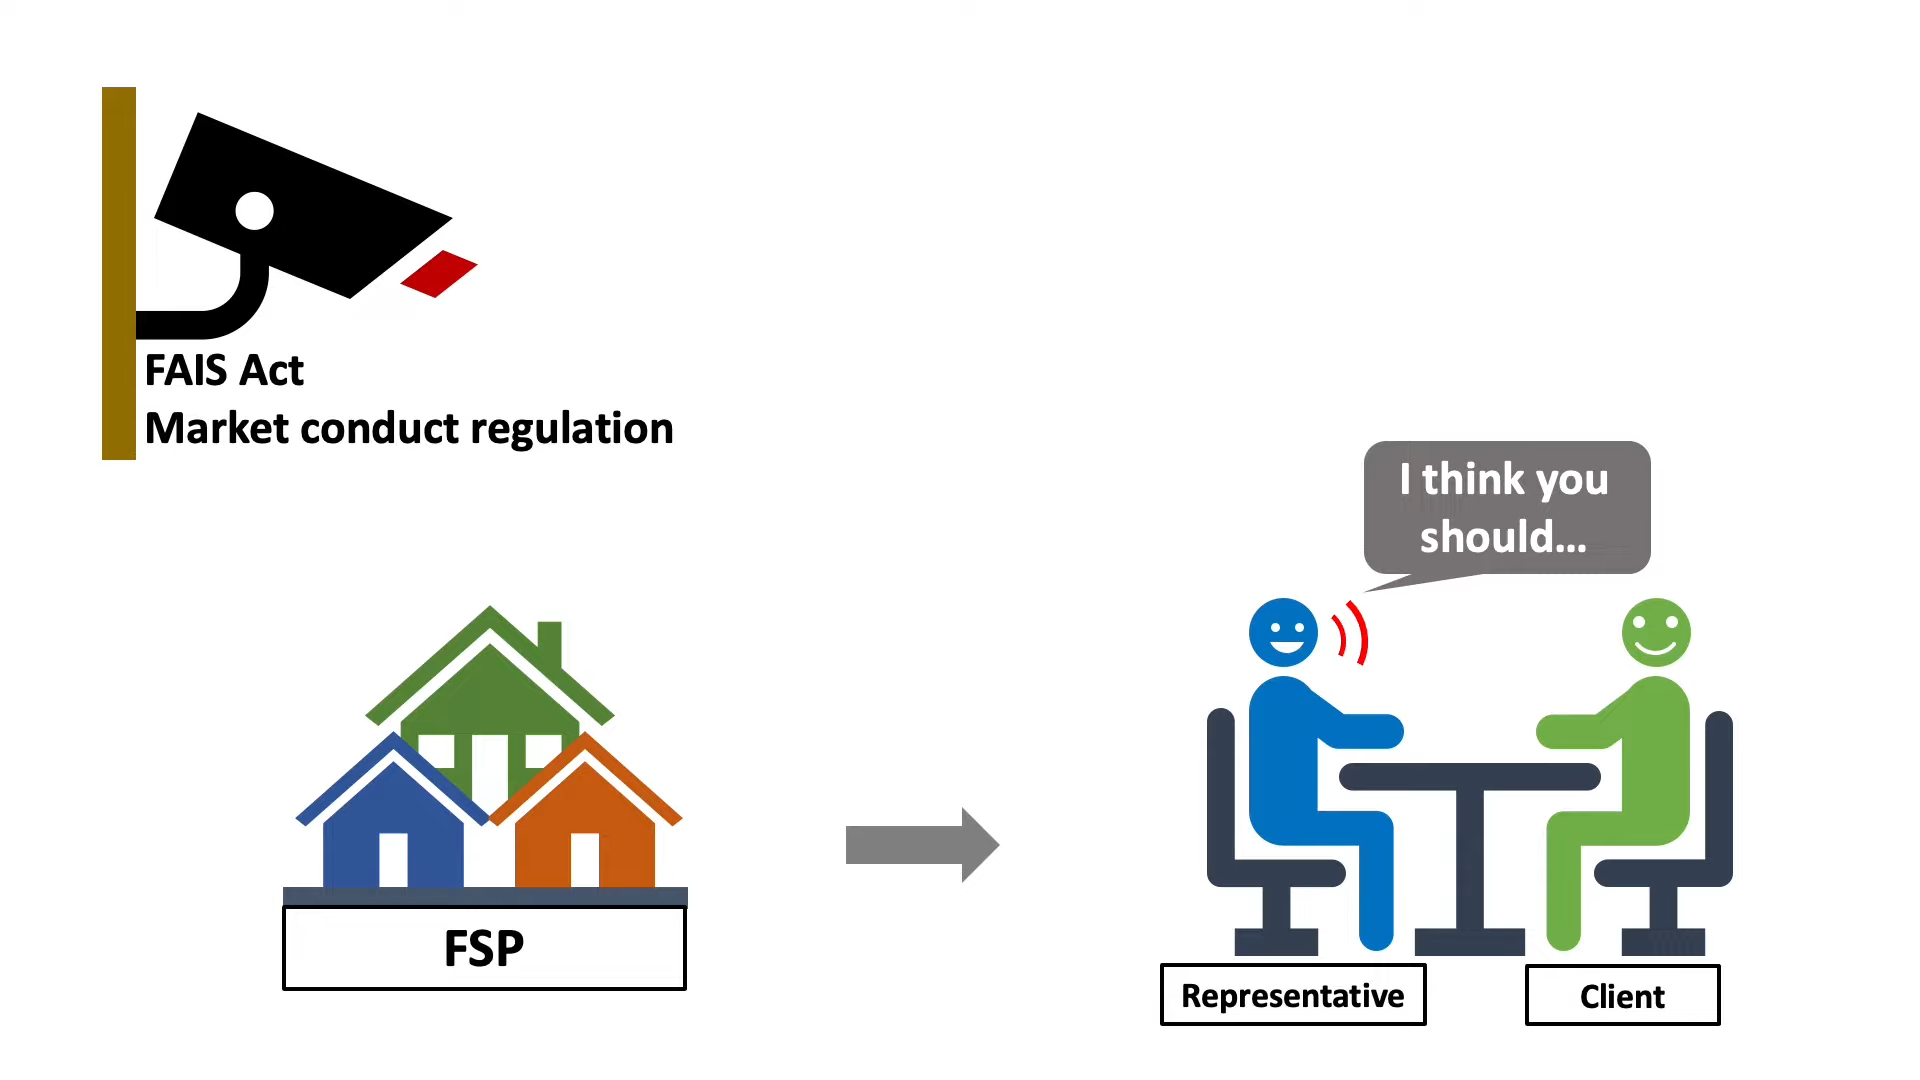 FAIS Act
Market conduct regulation
I think you
should...
FSP
Representative
Client